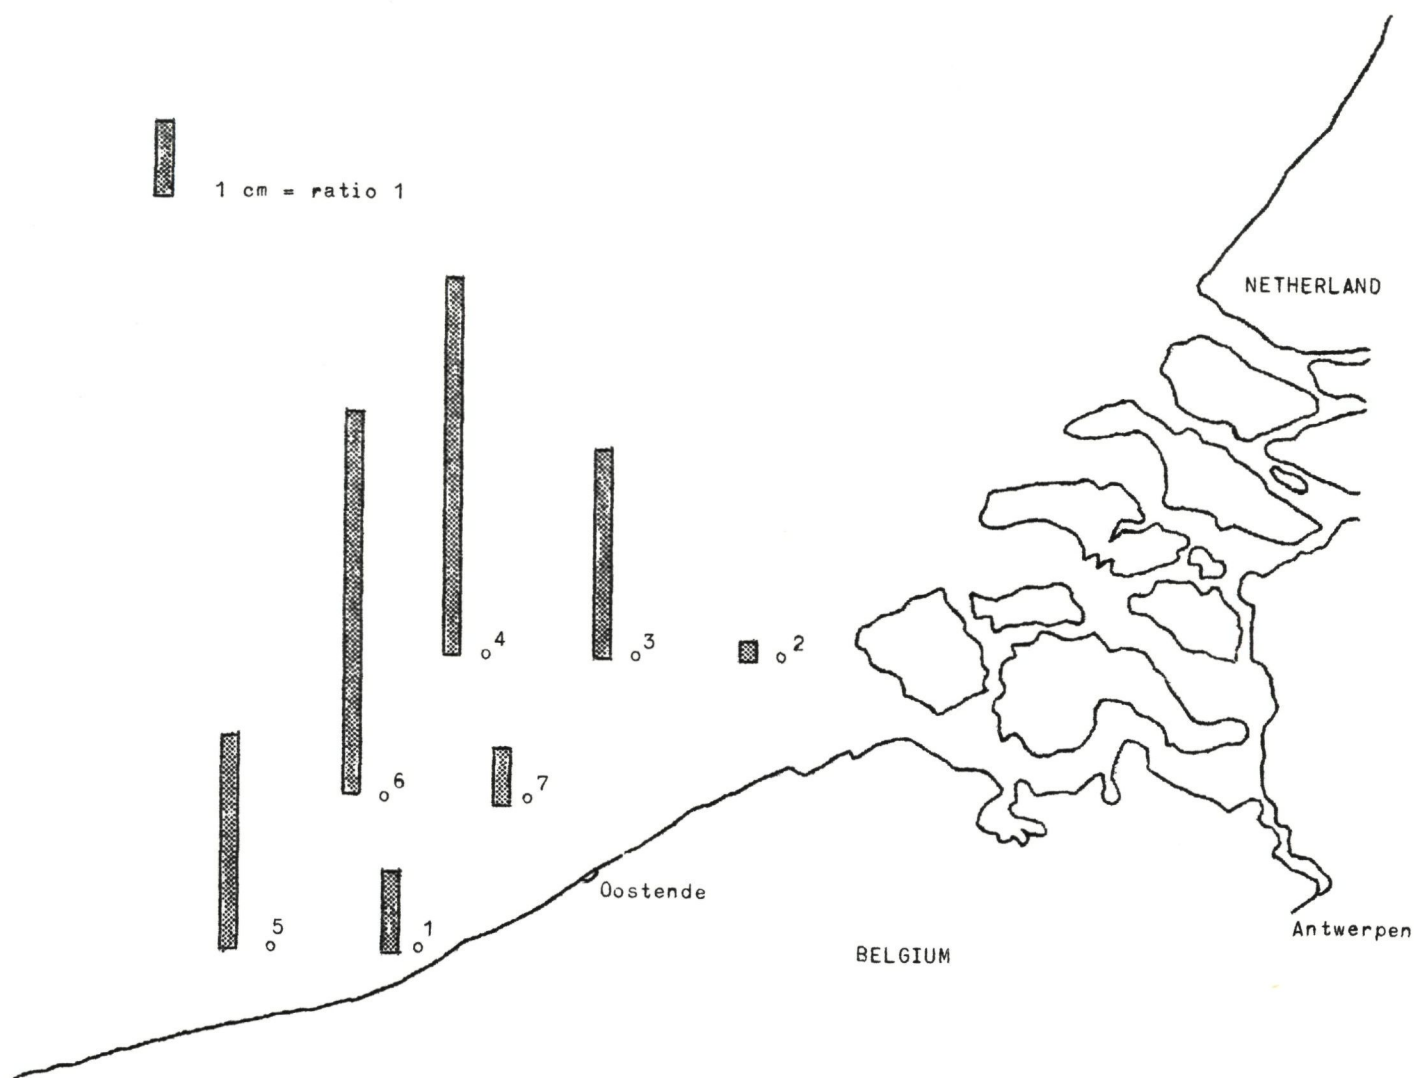 1 cm = ratio 1
NETHERLAND
4
3
2
6
7
Oostende
5
1
Antwerpen
BELGIUM